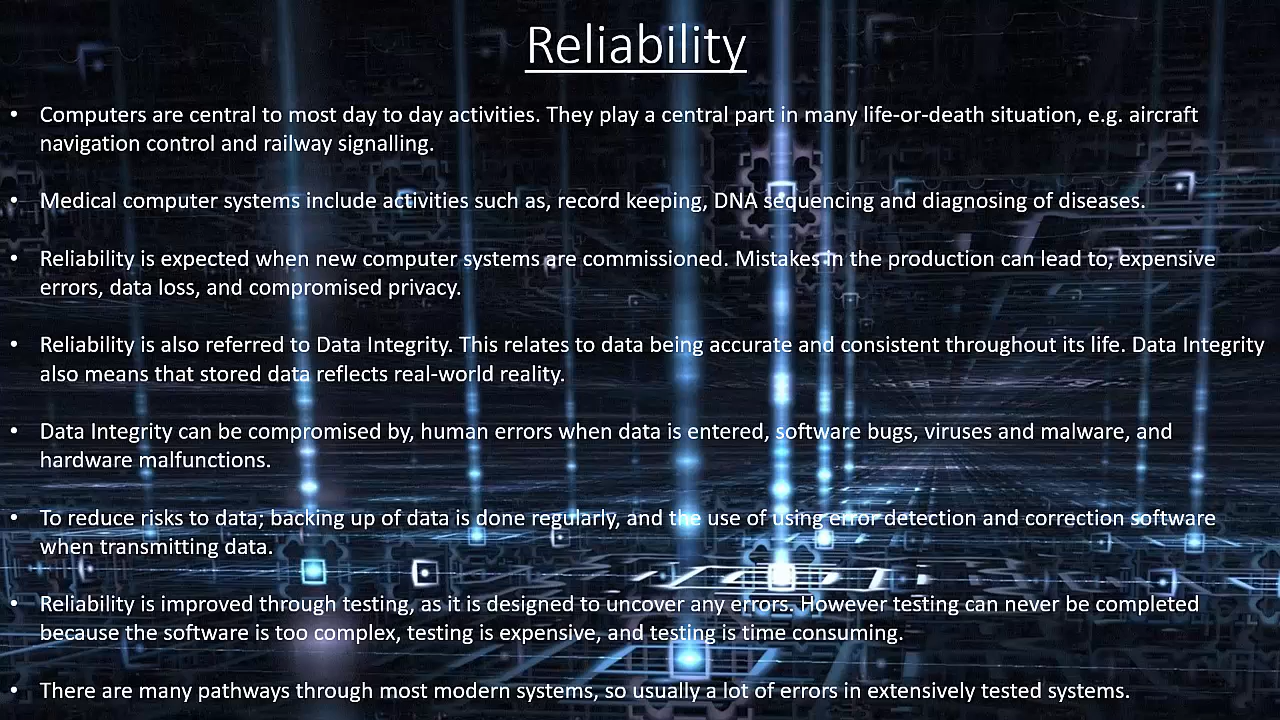 Reliability
• Computers are central to most day to day activities. They play a central part in many life-or-death situation, e.g. aircraft
navigation control and railway signalling.
• Medical computer systems include activities such as, record keeping, DNA sequencing and diagnosing of diseases.
• Reliability is expected when new computer systems are commissioned. Mistakes in the production can lead to; expensive
errors, data loss, and compromised privacy.
• Reliability is also referred to Data Integrity. This relates to data being accurate and consistent throughout its life. Data Integrity
also means that stored data reflects real-world reality.
• Data Integrity can be compromised by, human errors when data is entered, software bugs, viruses and malware, and
hardware malfunctions.
• To reduce risks to data; backing up of data is done regularly, and the use of using error detection and correction software
when transmitting data.
• Reliability is improved through testing, as it is designed to uncover any errors. However testing can never be completed
because the software is too complex, testing is expensive, and testing is time consuming.
• There are many pathways through most modern systems, so usually a lot of errors in extensively tested systems.